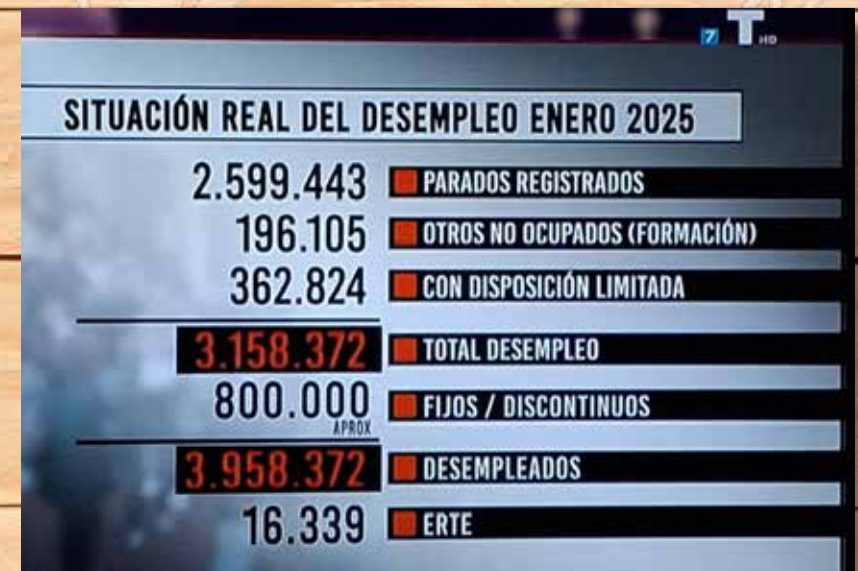 7 T HD
SITUACIÓN REAL DEL DESEMPLEO ENERO 2025
2.599.443 PARADOS REGISTRADOS
196.105 OTROS NO OCUPADOS (FORMACIÓN)
362.824 CON DISPOSICIÓN LIMITADA
3.158.372 TOTAL DESEMPLEO
800.000 FIJOS / DISCONTINUOS
APROX
3.958.372 DESEMPLEADOS
16.339 ERTE